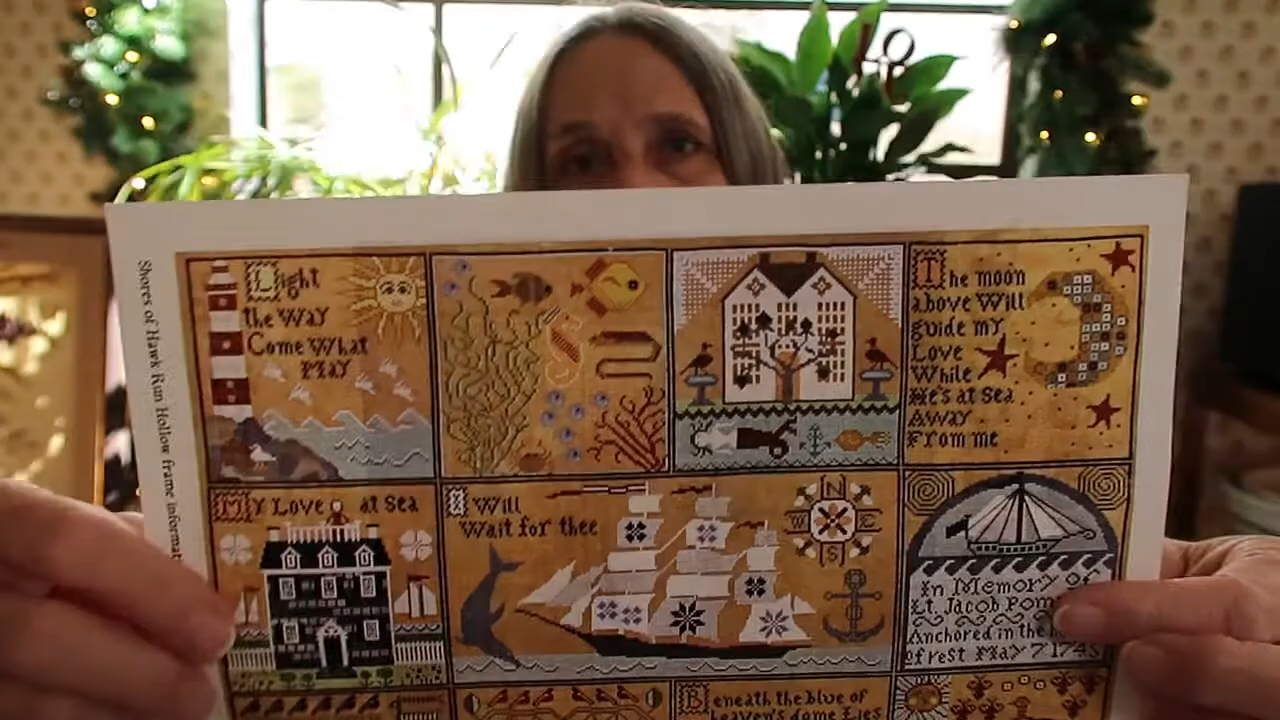 Shores of Hawk Run Hollow frame
Light
the Way
Come What
May
The moon
above Will
guide my
Love
While
He's at Sea
Away
From me
My Love at Sea
I Will
Wait for thee
N
W E
S
In Memory of
Lt. Jacob Pom
Anchored in the
of rest May 7 1745
Beneath the blue of
heaven's dome Lies